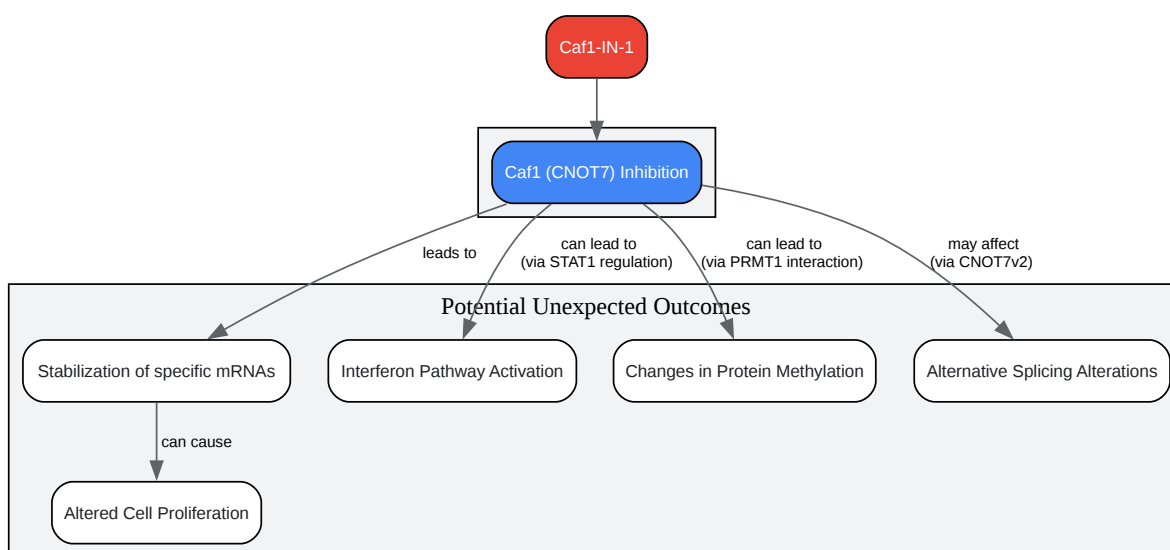 Caf1-IN-1
Caf1 (CNOT7) Inhibition
leads to
can lead to
(via STAT1 regulation)
can lead to
(via PRMT1 interaction)
may affect
(via CNOT7v2)
Potential Unexpected Outcomes
Stabilization of specific mRNAs
Interferon Pathway Activation
Changes in Protein Methylation
Alternative Splicing Alterations
can cause
Altered Cell Proliferation